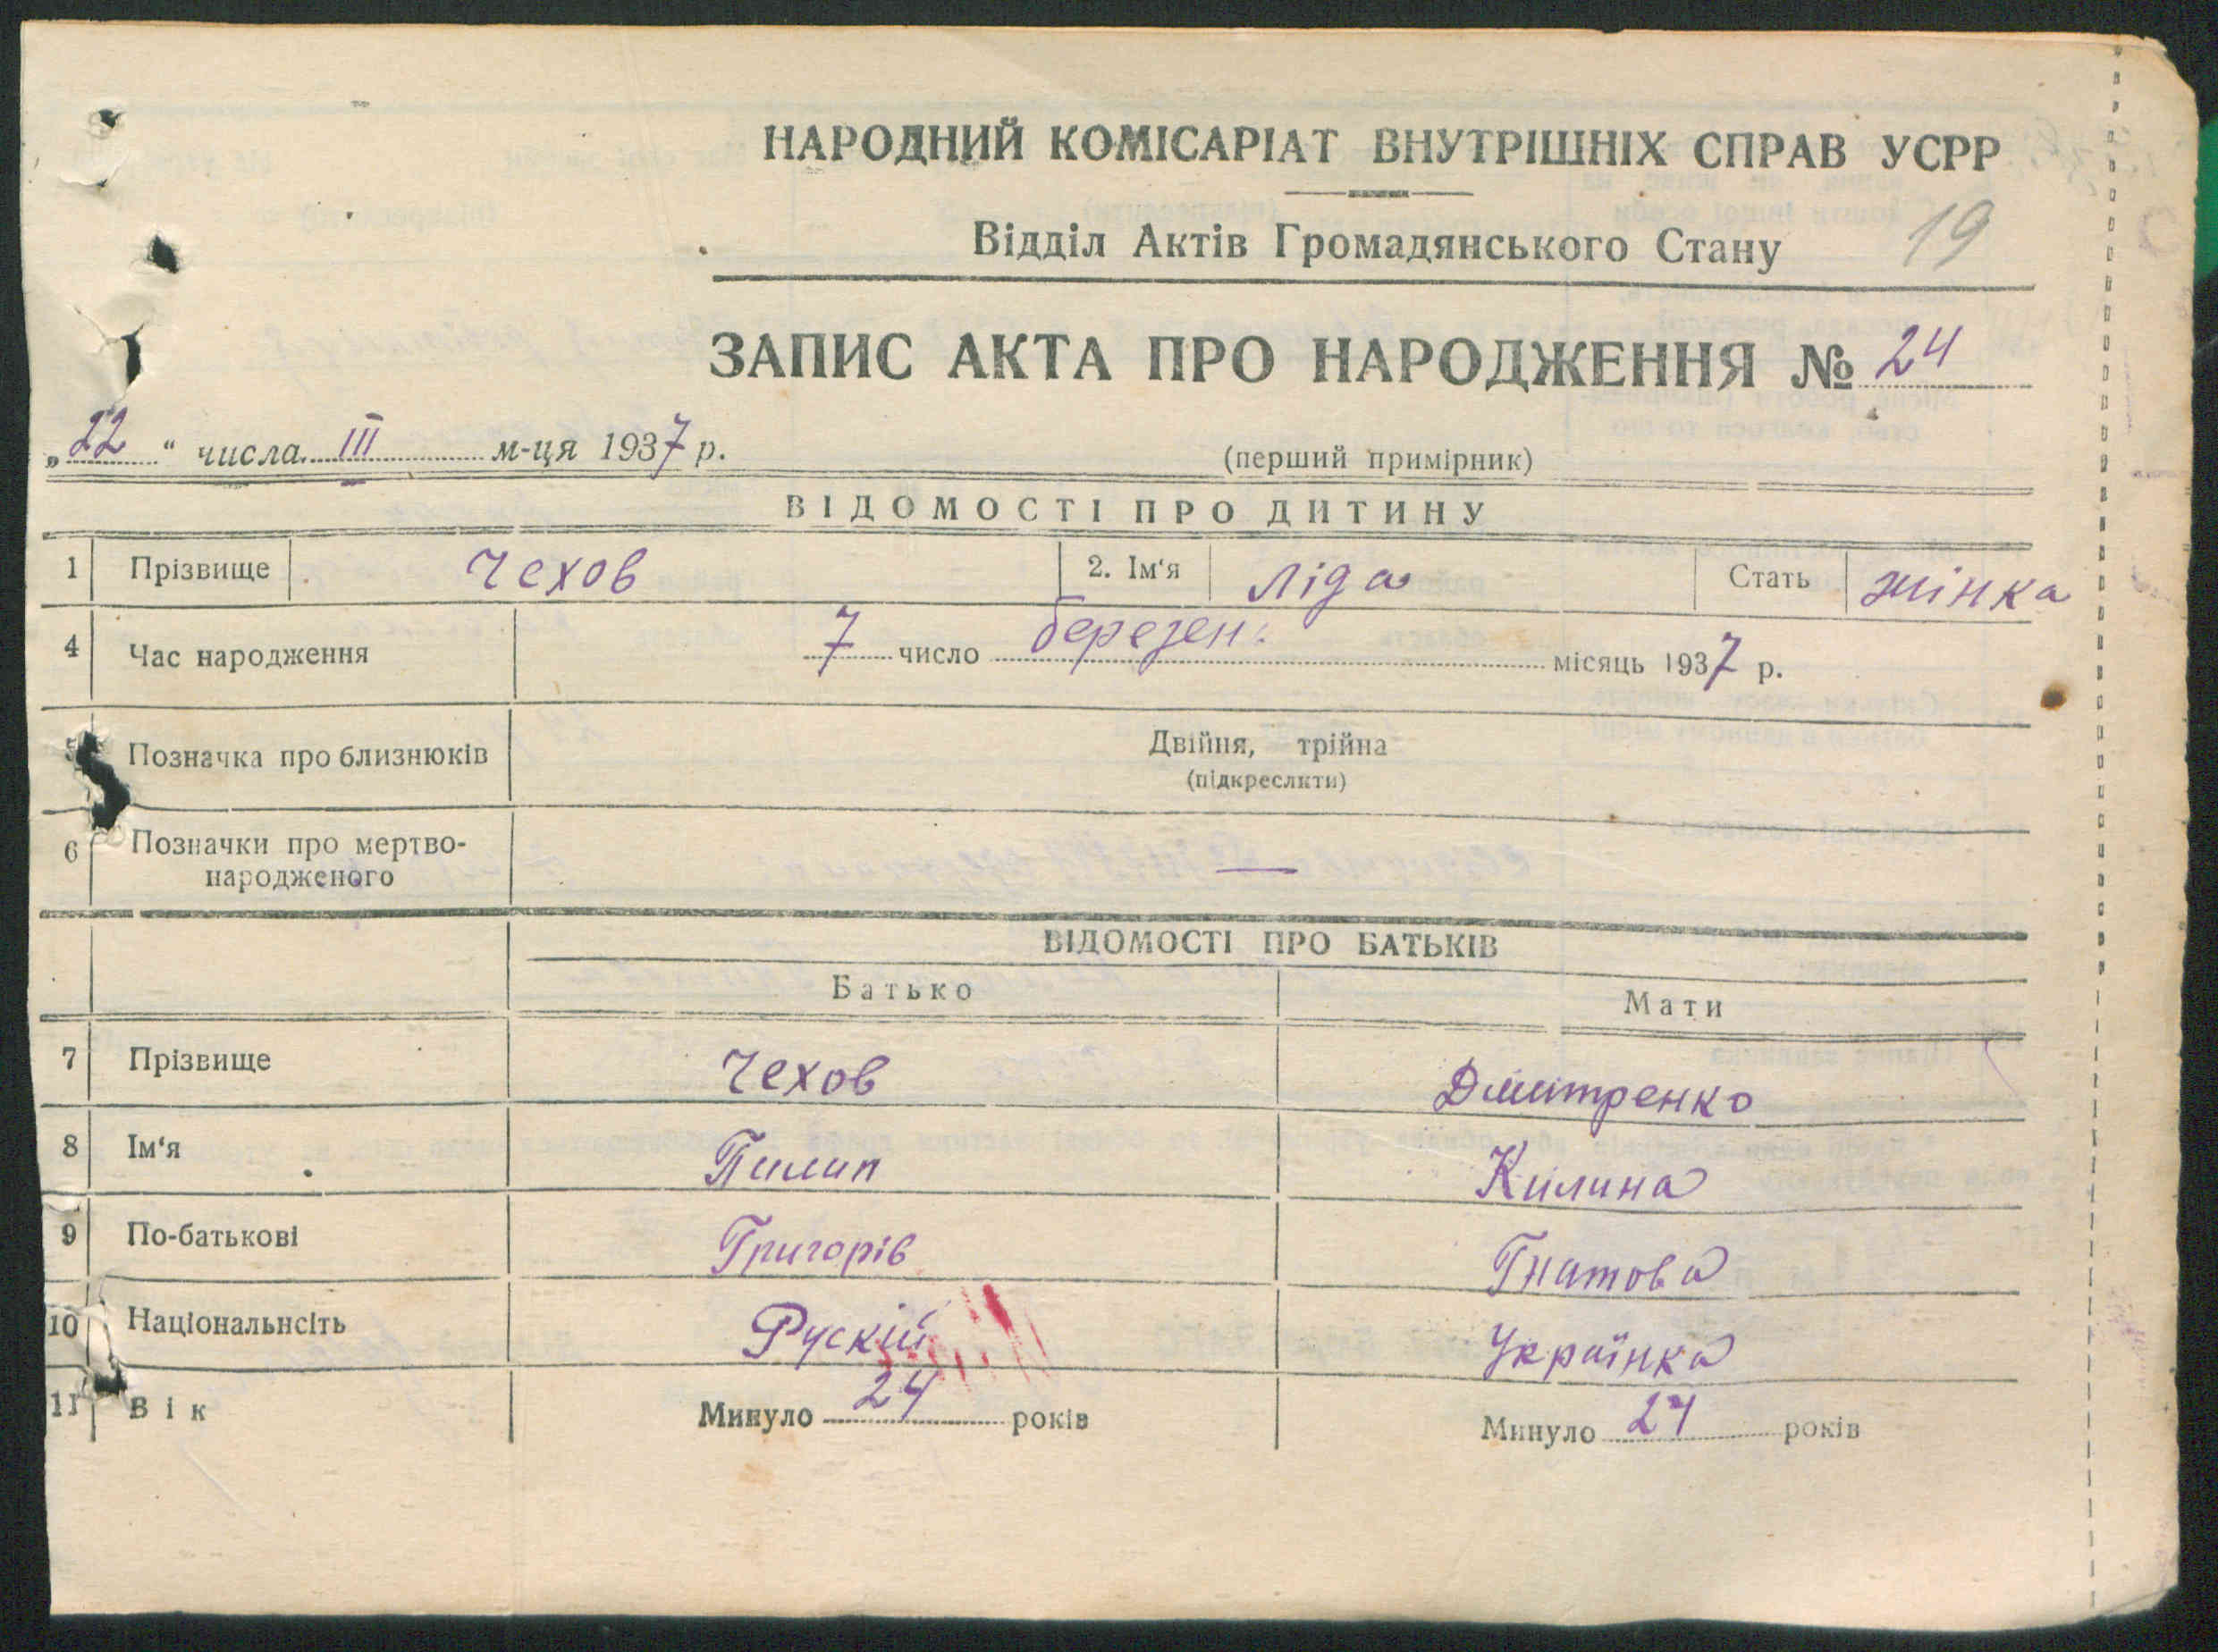 НАРОДНИЙ КОМІСАРІАТ ВНУТРІШНІХ СПРАВ УСРР
Відділ Актів Громадянського Стану 19
ЗАПИС АКТА ПРО НАРОДЖЕННЯ № 24
„22“ числа III м-ця 1937 р.
(перший примірник)
ВІДОМОСТІ ПРО ДИТИНУ
1 Прізвище Чехов 2. Ім‘я Ліда Стать жінка
4 Час народження 7 число березен. місяць 1937 р.
5 Позначка про близнюків Двійня, трійна
(підкреслити)
6 Позначки про мертво-
народженого —
ВІДОМОСТІ ПРО БАТЬКІВ
Батько Мати
7 Прізвище Чехов Дмитренко
8 Ім‘я Пилип Килина
9 По-батькові Григорів Гнатова
10 Національнсіть Рускій Українка
11 Вік Минуло 24 років Минуло 24 років